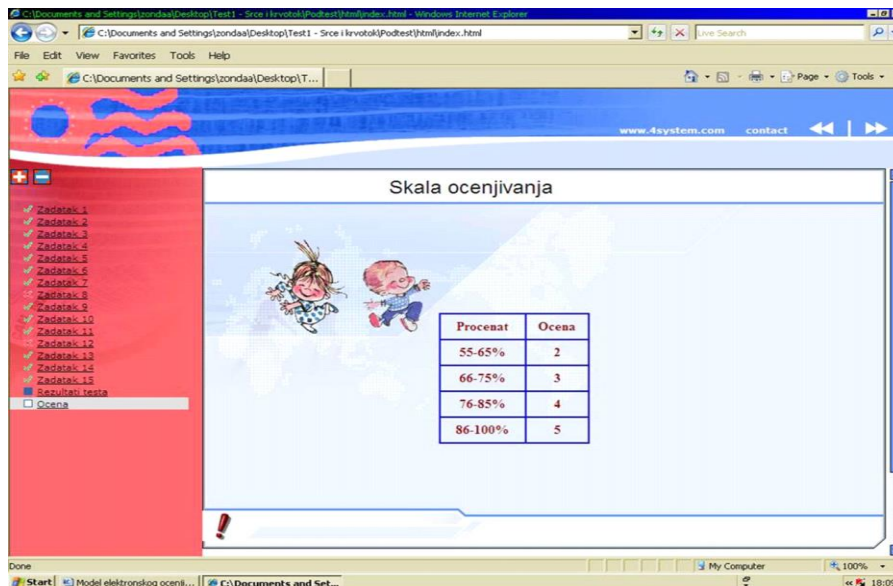 C:\Documents and Settings\zondaa\Desktop\Test1 - Srce i krvotok\Podtest\html\index.html - Windows Internet Explorer
C:\Documents and Settings\zondaa\Desktop\Test1 - Srce i krvotok\Podtest\html\index.html
Live Search
File Edit View Favorites Tools Help
C:\Documents and Settings\zondaa\Desktop\T...
Page Tools
www.4system.com contact
Skala ocenjivanja
Zadatak 1
Zadatak 2
Zadatak 3
Zadatak 4
Zadatak 5
Zadatak 6
Zadatak 7
Zadatak 8
Zadatak 9
Zadatak 10
Zadatak 11
Zadatak 12
Zadatak 13
Zadatak 14
Zadatak 15
Rezultati testa
Ocena
Procenat Ocena
55-65% 2
66-75% 3
76-85% 4
86-100% 5
Done My Computer 100%
Start Model elektronskog ocenji... C:\Documents and Set...